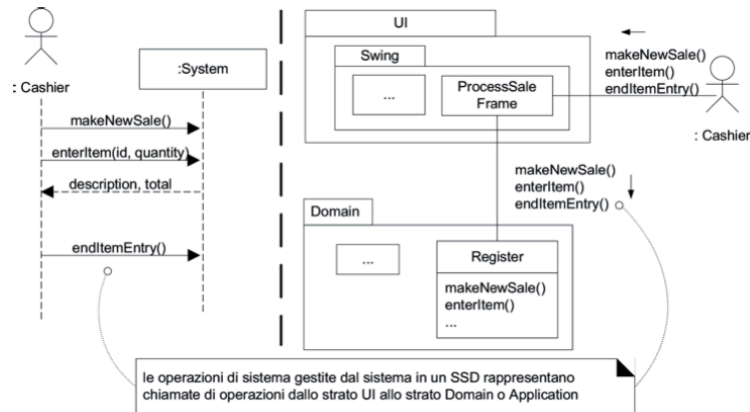 : Cashier
:System
makeNewSale()
enterItem(id, quantity)
description, total
endItemEntry()
UI
Swing
...
ProcessSale
Frame
makeNewSale()
enterItem()
endItemEntry()
: Cashier
makeNewSale()
enterItem()
endItemEntry()
Domain
...
Register
makeNewSale()
enterItem()
...
le operazioni di sistema gestite dal sistema in un SSD rappresentano
chiamate di operazioni dallo strato UI allo strato Domain o Application